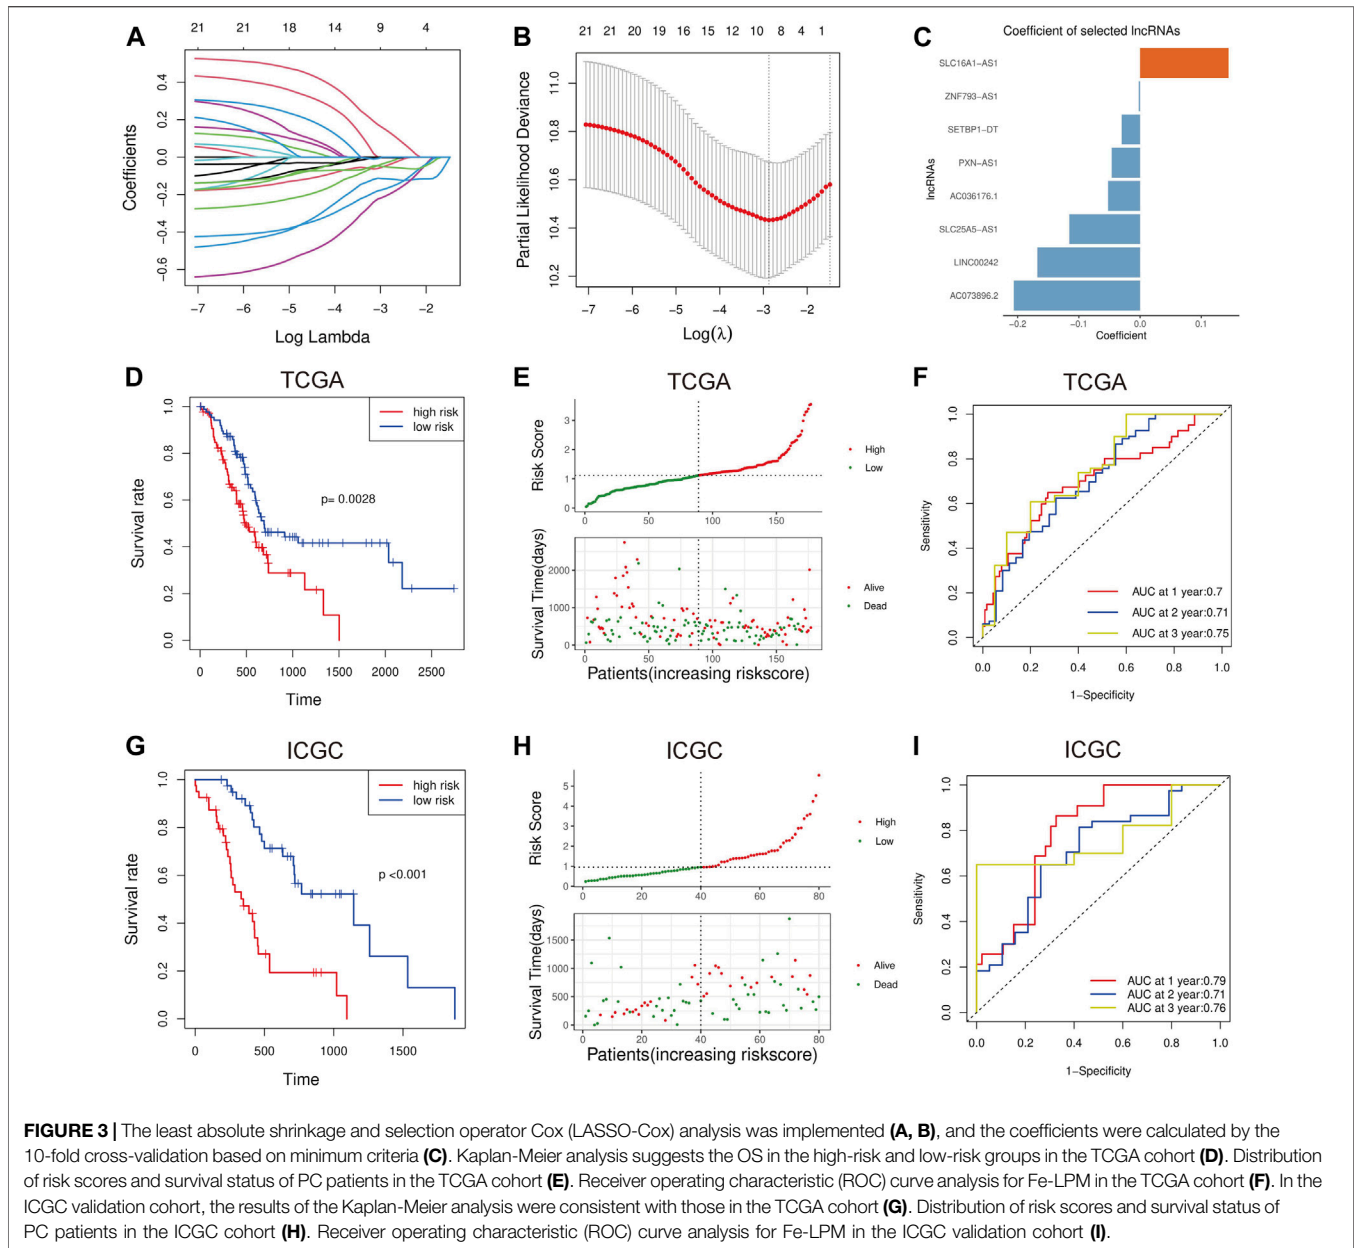 A
21 21 18 14 9 4
Coefficients
0.4
0.2
0.0
−0.2
−0.4
−0.6
−7 −6 −5 −4 −3 −2
Log Lambda
B
21 21 20 19 16 15 12 10 8 4 1
Partial Likelihood Deviance
11.0
10.8
10.6
10.4
10.2
−7 −6 −5 −4 −3 −2
Log(λ)
C
Coefficient of selected lncRNAs
lncRNAs
SLC16A1−AS1
ZNF793−AS1
SETBP1−DT
PXN−AS1
AC036176.1
SLC25A5−AS1
LINC00242
AC073896.2
−0.2 −0.1 0.0 0.1
Coefficient
D
TCGA
high risk
low risk
p= 0.0028
Survival rate
1.0
0.8
0.6
0.4
0.2
0.0
0 500 1000 1500 2000 2500
Time
E
TCGA
Risk Score
3
2
1
0
0 50 100 150
High
Low
Survival Time(days)
2000
1000
0
0 50 100 150
Alive
Dead
Patients(increasing riskscore)
F
TCGA
Sensitivity
1.0
0.8
0.6
0.4
0.2
0.0
AUC at 1 year:0.7
AUC at 2 year:0.71
AUC at 3 year:0.75
0.0 0.2 0.4 0.6 0.8 1.0
1−Specificity
G
ICGC
high risk
low risk
p <0.001
Survival rate
1.0
0.8
0.6
0.4
0.2
0.0
0 500 1000 1500
Time
H
ICGC
Risk Score
5
4
3
2
1
0
0 20 40 60 80
High
Low
Survival Time(days)
1500
1000
500
0
0 20 40 60 80
Alive
Dead
Patients(increasing riskscore)
I
ICGC
Sensitivity
1.0
0.8
0.6
0.4
0.2
0.0
AUC at 1 year:0.79
AUC at 2 year:0.71
AUC at 3 year:0.76
0.0 0.2 0.4 0.6 0.8 1.0
1−Specificity
FIGURE 3 | The least absolute shrinkage and selection operator Cox (LASSO-Cox) analysis was implemented (A, B), and the coefficients were calculated by the
10-fold cross-validation based on minimum criteria (C). Kaplan-Meier analysis suggests the OS in the high-risk and low-risk groups in the TCGA cohort (D). Distribution
of risk scores and survival status of PC patients in the TCGA cohort (E). Receiver operating characteristic (ROC) curve analysis for Fe-LPM in the TCGA cohort (F). In the
ICGC validation cohort, the results of the Kaplan-Meier analysis were consistent with those in the TCGA cohort (G). Distribution of risk scores and survival status of
PC patients in the ICGC cohort (H). Receiver operating characteristic (ROC) curve analysis for Fe-LPM in the ICGC validation cohort (I).